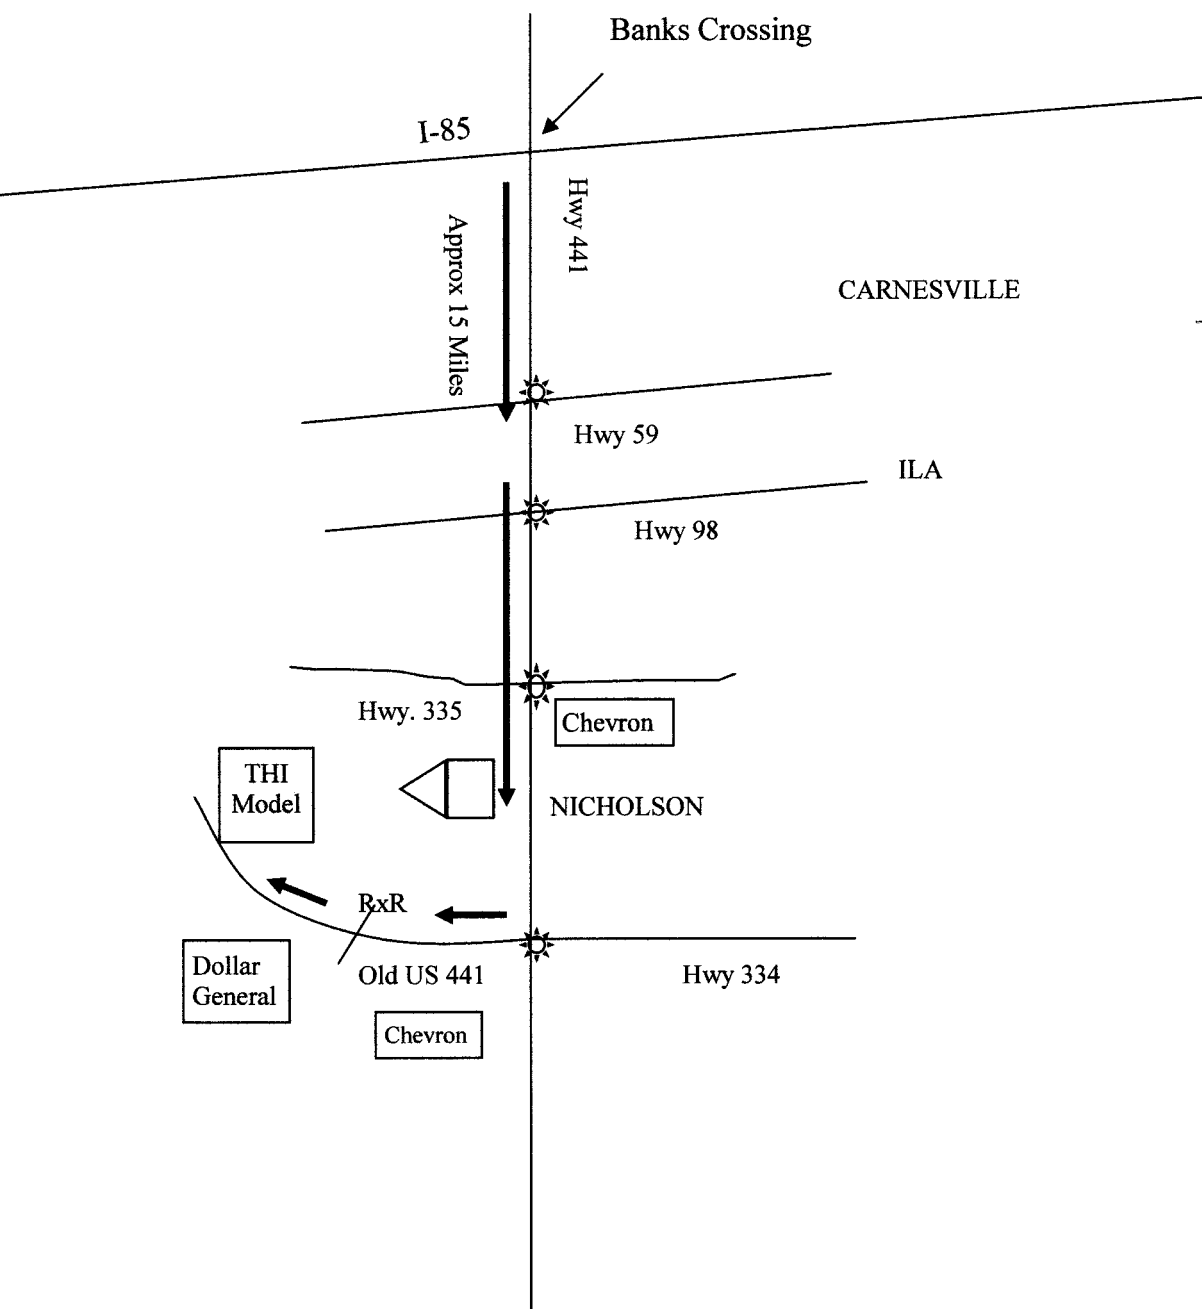 Banks Crossing
I-85
Hwy 441
Approx 15 Miles
CARNESVILLE
Hwy 59
ILA
Hwy 98
Hwy. 335
Chevron
THI
Model
NICHOLSON
RxR
Dollar
General
Old US 441
Hwy 334
Chevron